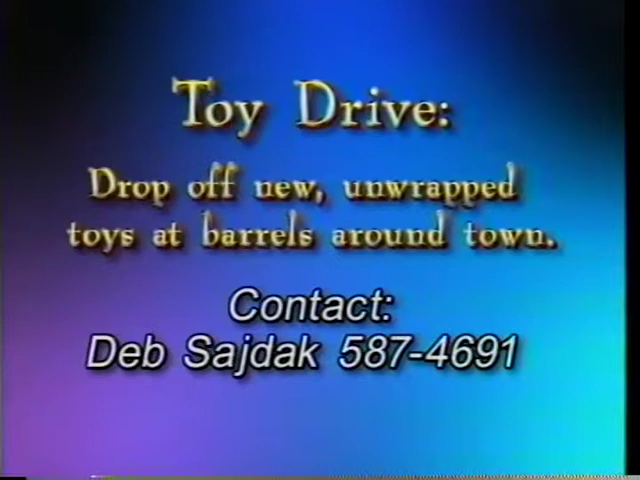 Toy Drive:
Drop off new, unwrapped
toys at barrels around town.
Contact:
Deb Sajdak 587-4691